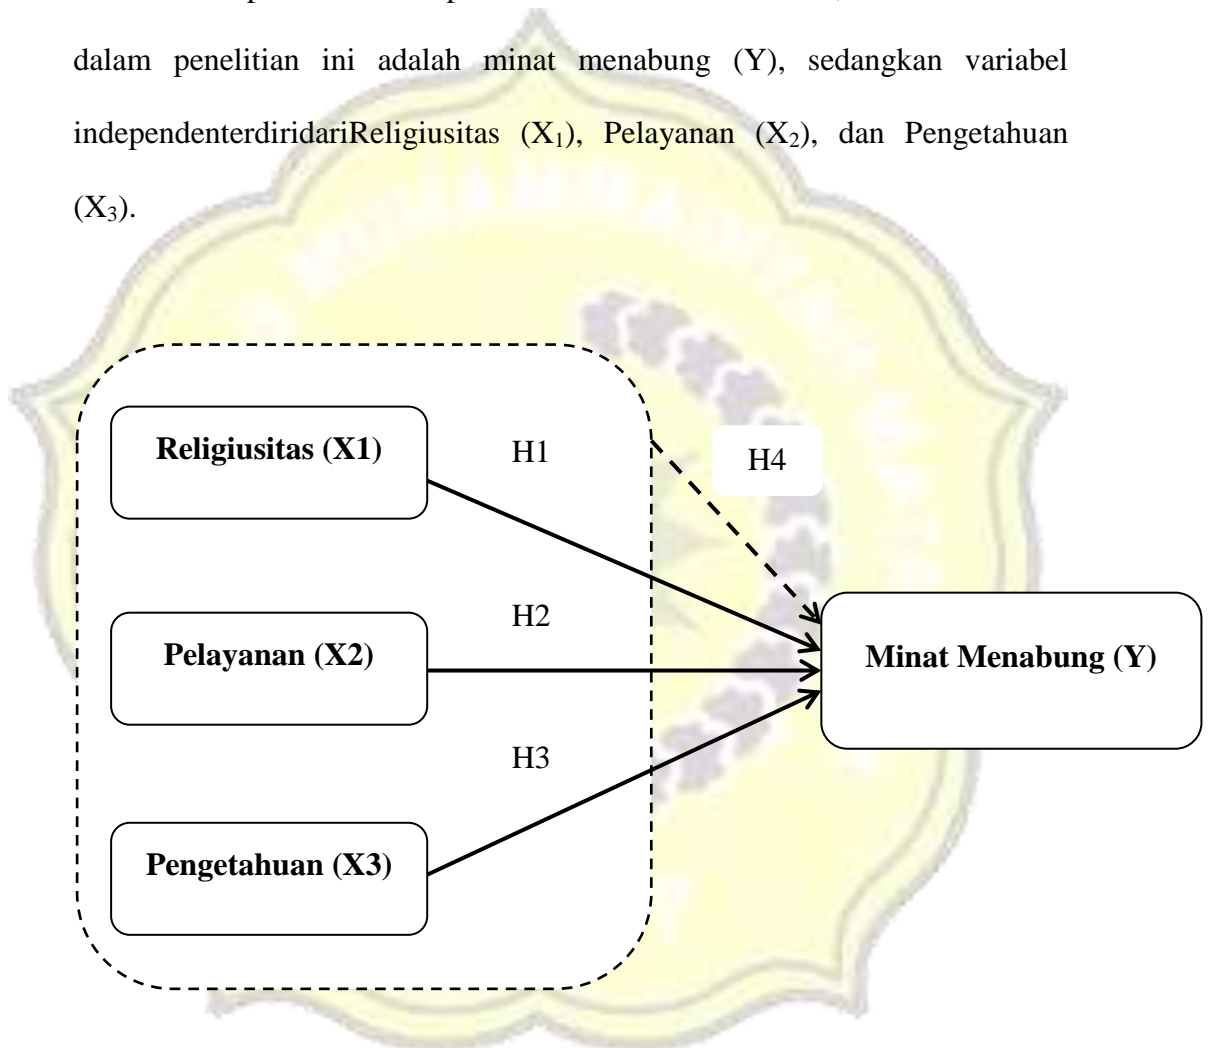 dalam penelitian ini adalah minat menabung (Y), sedangkan variabel
independenterdiridariReligiusitas (X₁), Pelayanan (X₂), dan Pengetahuan
(X₃).
Religiusitas (X1)
H1
H4
H2
Pelayanan (X2)
Minat Menabung (Y)
H3
Pengetahuan (X3)